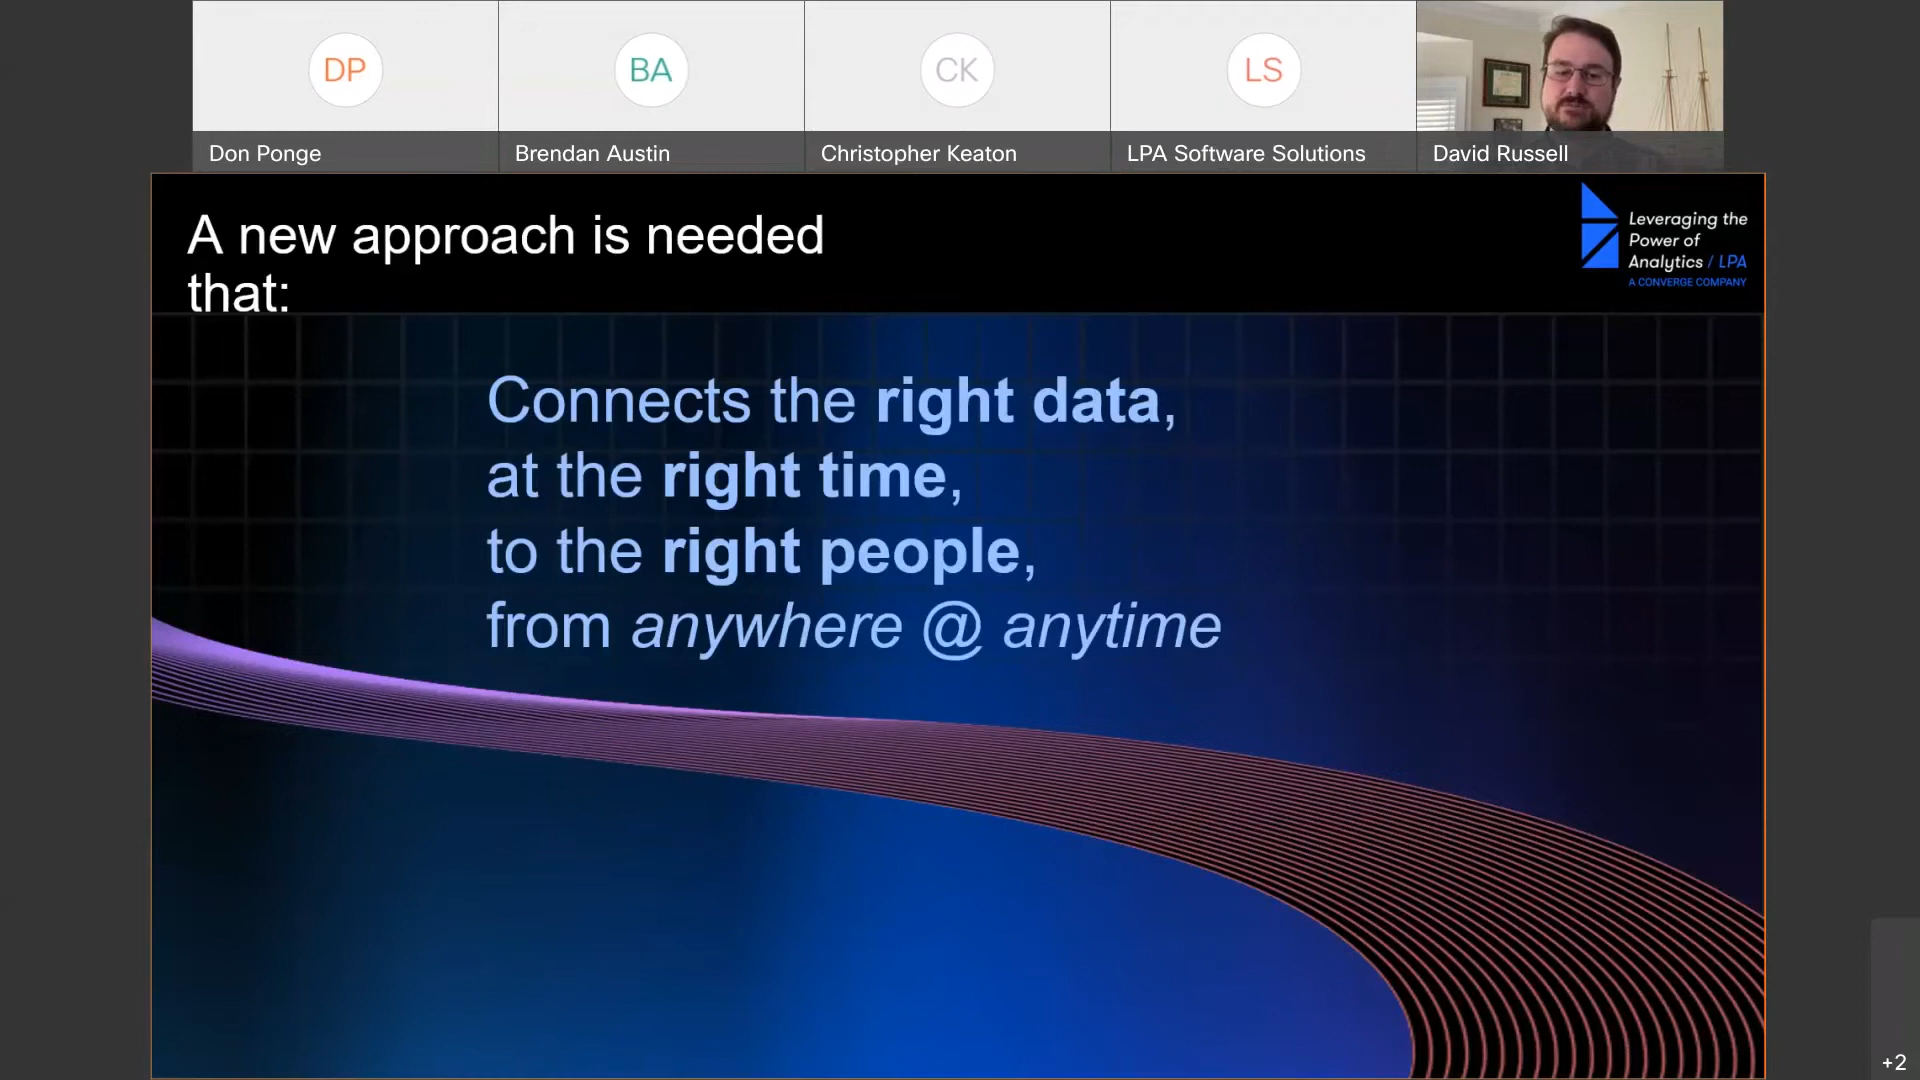 DP
BA
CK
LS
Don Ponge
Brendan Austin
Christopher Keaton
LPA Software Solutions
David Russell
A new approach is needed
that:
Leveraging the
Power of
Analytics / LPA
A CONVERGE COMPANY
Connects the right data,
at the right time,
to the right people,
from anywhere @ anytime
+2